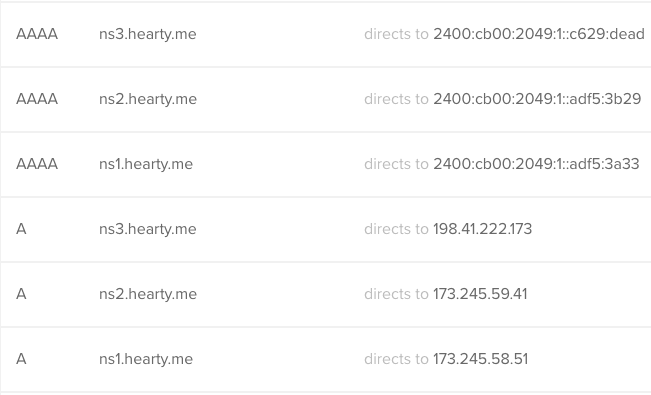 AAAA ns3.hearty.me directs to 2400:cb00:2049:1::c629:dead
AAAA ns2.hearty.me directs to 2400:cb00:2049:1::adf5:3b29
AAAA ns1.hearty.me directs to 2400:cb00:2049:1::adf5:3a33
A ns3.hearty.me directs to 198.41.222.173
A ns2.hearty.me directs to 173.245.59.41
A ns1.hearty.me directs to 173.245.58.51